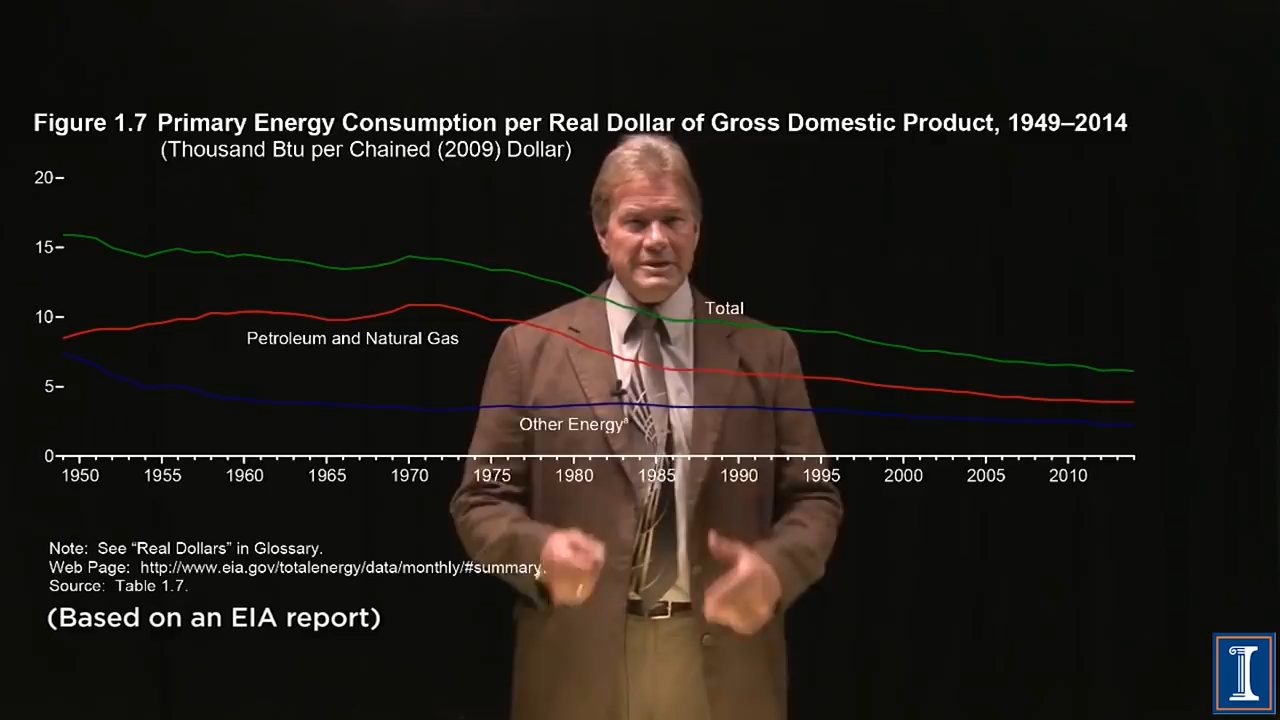 Figure 1.7 Primary Energy Consumption per Real Dollar of Gross Domestic Product, 1949–2014
(Thousand Btu per Chained (2009) Dollar)
20
15
10
5
0
Total
Petroleum and Natural Gas
Other Energyª
1950 1955 1960 1965 1970 1975 1980 1985 1990 1995 2000 2005 2010
Note: See “Real Dollars” in Glossary.
Web Page: http://www.eia.gov/totalenergy/data/monthly/#summary.
Source: Table 1.7.
(Based on an EIA report)
I